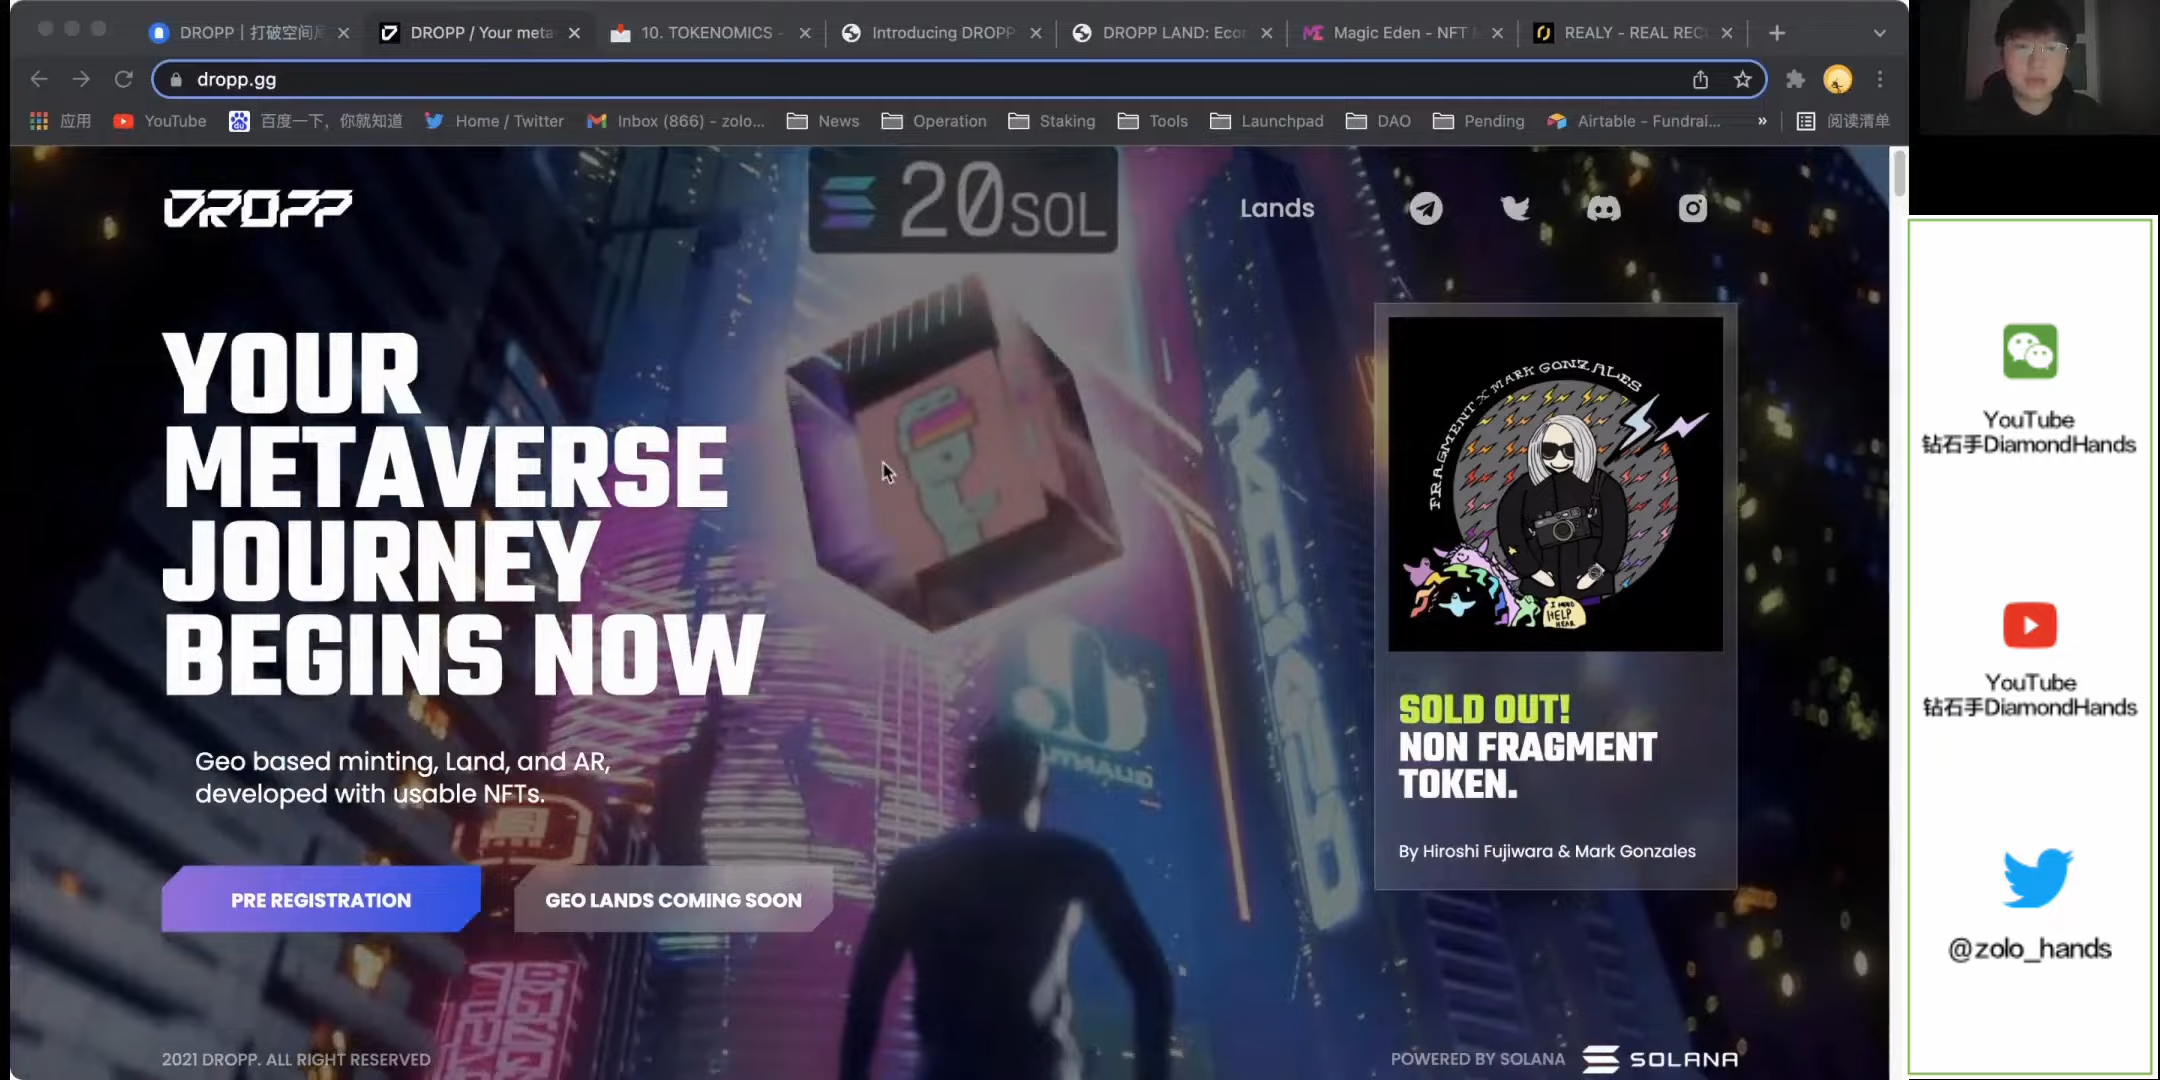 DROPP | 打破空间
DROPP / Your meta
10. TOKENOMICS -
Introducing DROPP
DROPP LAND: Econ
Magic Eden - NFT
REALY - REAL REC
dropp.gg
应用
YouTube
百度一下，你就知道
Home / Twitter
Inbox (866) - zolo...
News
Operation
Staking
Tools
Launchpad
DAO
Pending
Airtable - Fundrai...
»
阅读清单
DROPP
20 SOL
Lands
YOUR
METAVERSE
JOURNEY
BEGINS NOW
Geo based minting, Land, and AR,
developed with usable NFTs.
PRE REGISTRATION
GEO LANDS COMING SOON
FRAGMENT X MARK GONZALES
I NEED
HELP
HEAR
SOLD OUT!
NON FRAGMENT
TOKEN.
By Hiroshi Fujiwara & Mark Gonzales
2021 DROPP. ALL RIGHT RESERVED
POWERED BY SOLANA
SOLANA
YouTube
钻石手DiamondHands
YouTube
钻石手DiamondHands
@zolo_hands